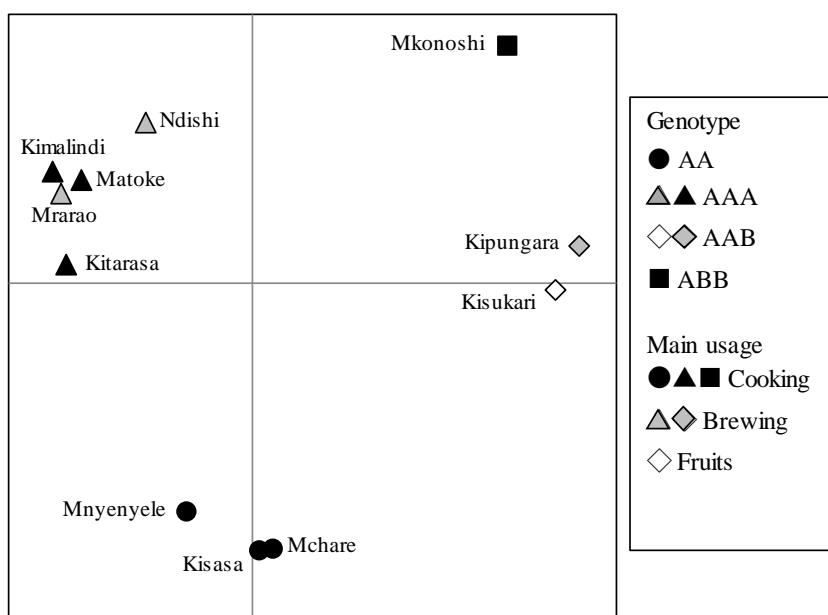 Mkonoshi
Ndishi
Kimalindi
Matoke
Mrarao
Kitarasa
Kipungara
Kisukari
Mnyenyele
Mchare
Kisasa
Genotype
AA
AAA
AAB
ABB
Main usage
Cooking
Brewing
Fruits